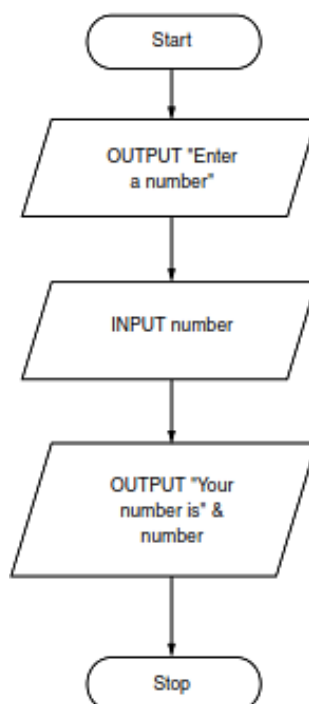 Start
OUTPUT "Enter
a number"
INPUT number
OUTPUT "Your
number is" &
number
Stop